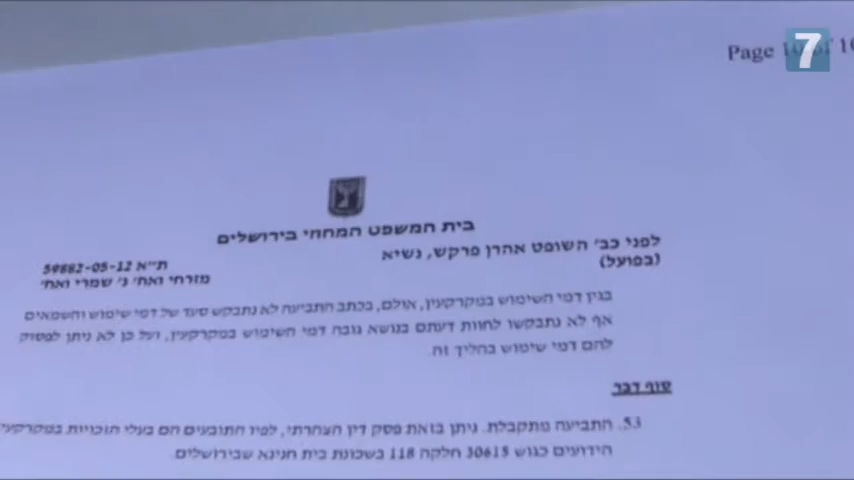 Page 10 of 10
7
בית המשפט המחוזי בירושלים
לפני כב' השופט אהרן פרקש, נשיא
(בפועל)
ת"א 59882-05-12
מזרחי ואח' נ' שמרי ואח'
בגין דמי השימוש במקרקעין, אולם, בכתב התביעה לא נתבקש סעד של דמי שימוש והשמאים
אף לא נתבקשו לחוות דעתם בנושא גובה דמי השימוש במקרקעין, ועל כן לא ניתן לפסוק
להם דמי שימוש בהליך זה.
סוף דבר
53. התביעה מתקבלת. ניתן בזאת פסק דין הצהרתי, לפיו התובעים הם בעלי הזכויות במקרקעי
הידועים כגוש 30615 חלקה 118 בשכונת בית חנינא שבירושלים.